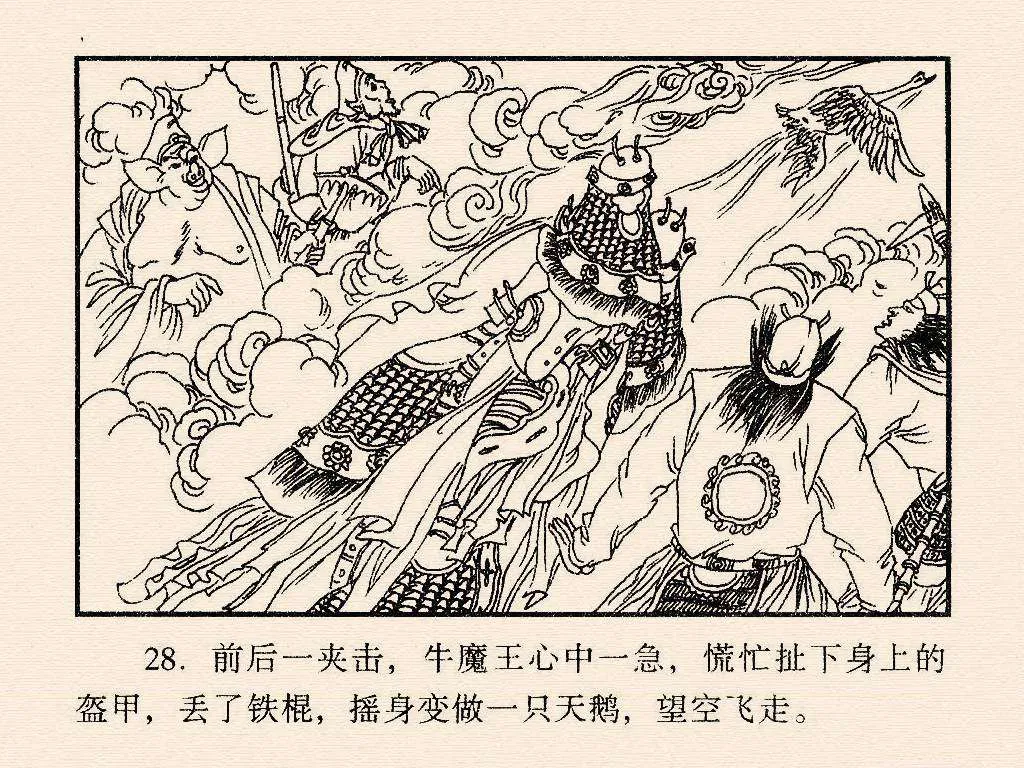 28. 前后一夹击，牛魔王心中一急，慌忙扯下身上的
盔甲，丢了铁棍，摇身变做一只天鹅，望空飞走。